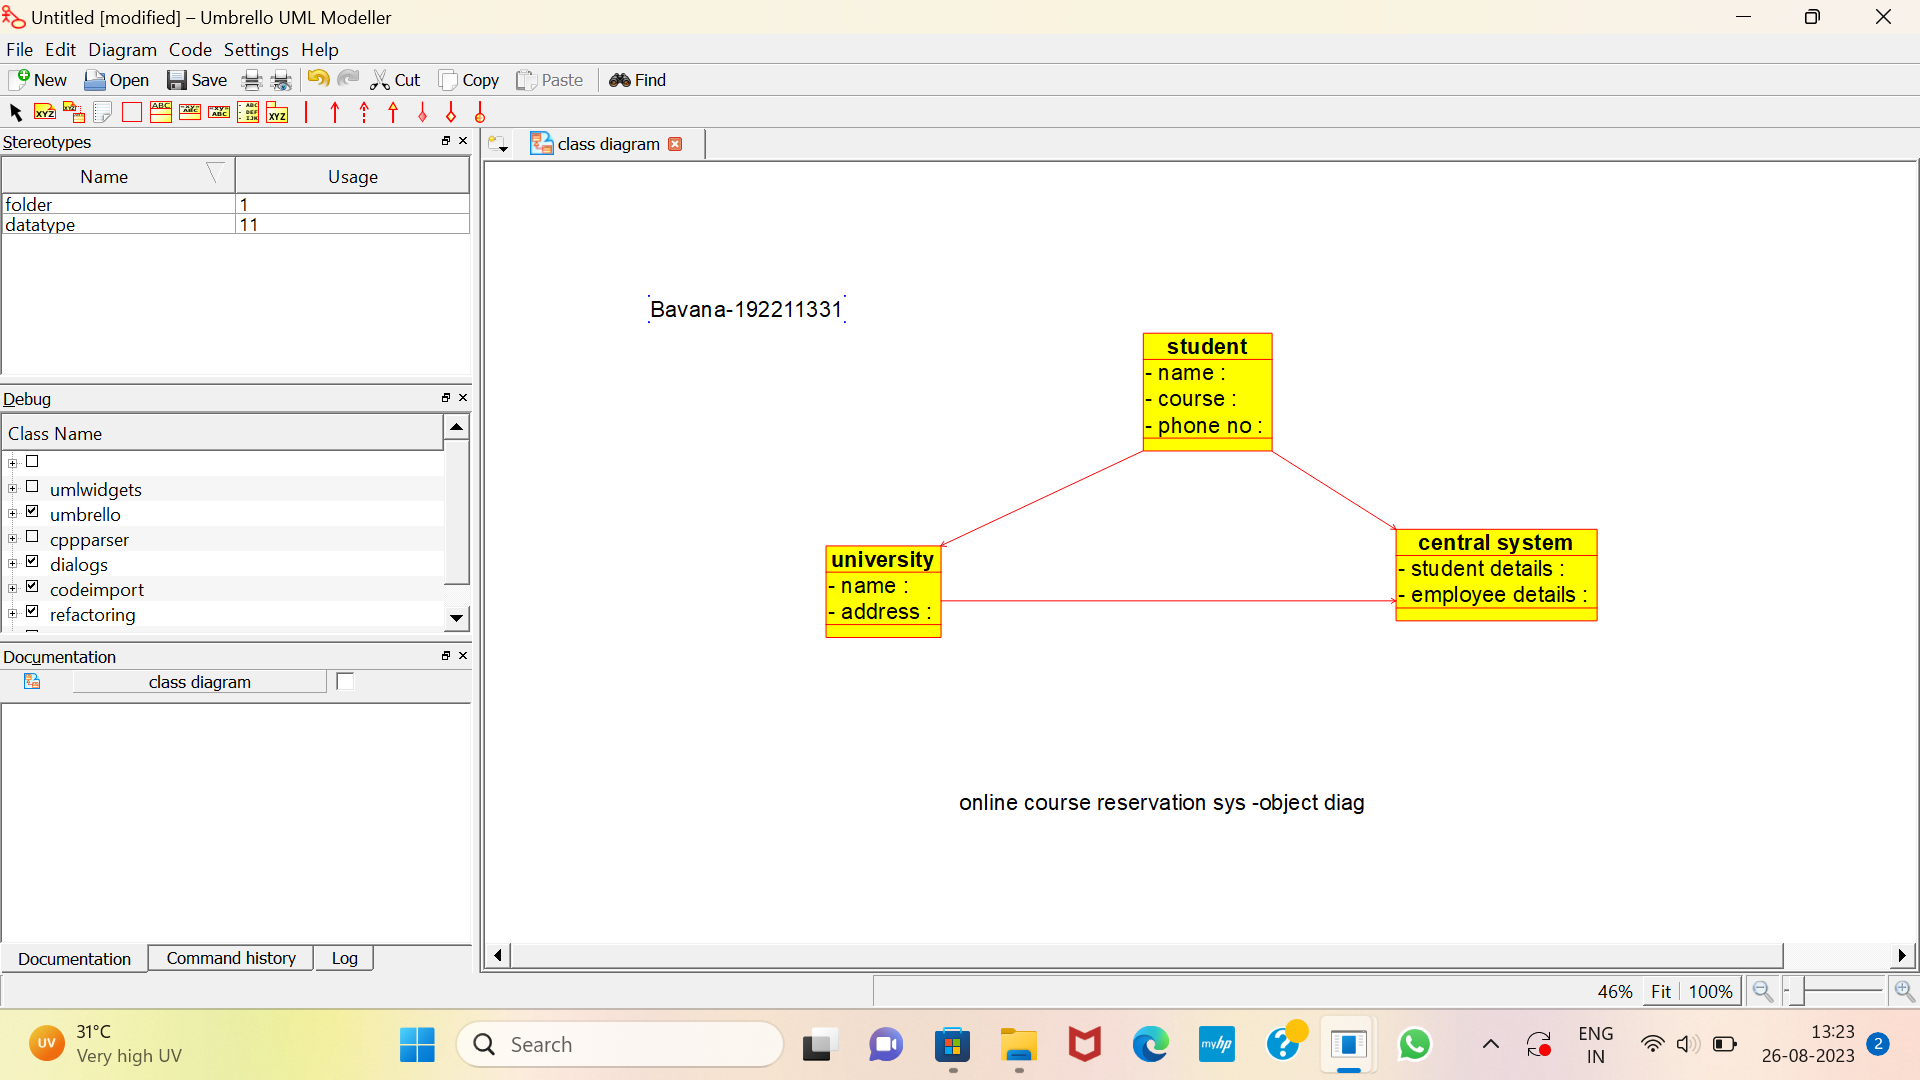 Untitled [modified] – Umbrello UML Modeller
File Edit Diagram Code Settings Help
New Open Save Cut Copy Paste Find
Stereotypes
class diagram
Name Usage
folder 1
datatype 11
Debug
Class Name
umlwidgets
umbrello
cppparser
dialogs
codeimport
refactoring
Documentation
class diagram
Documentation Command history Log
Bavana-192211331
student
- name :
- course :
- phone no :
university
- name :
- address :
central system
- student details :
- employee details :
online course reservation sys -object diag
46% Fit 100%
UV
31°C
Very high UV
Search
myhp
ENG
IN
13:23
26-08-2023
2